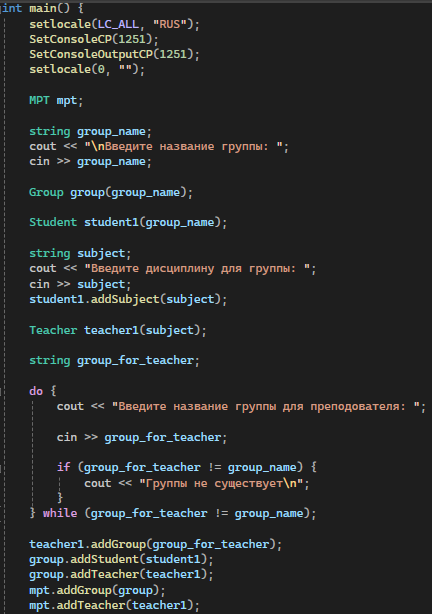 int main() {
setlocale(LC_ALL, "RUS");
SetConsoleCP(1251);
SetConsoleOutputCP(1251);
setlocale(0, "");
MPT mpt;
string group_name;
cout << "\nВведите название группы: ";
cin >> group_name;
Group group(group_name);
Student student1(group_name);
string subject;
cout << "Введите дисциплину для группы: ";
cin >> subject;
student1.addSubject(subject);
Teacher teacher1(subject);
string group_for_teacher;
do {
cout << "Введите название группы для преподователя: ";
cin >> group_for_teacher;
if (group_for_teacher != group_name) {
cout << "Группы не существует\n";
}
} while (group_for_teacher != group_name);
teacher1.addGroup(group_for_teacher);
group.addStudent(student1);
group.addTeacher(teacher1);
mpt.addGroup(group);
mpt.addTeacher(teacher1);